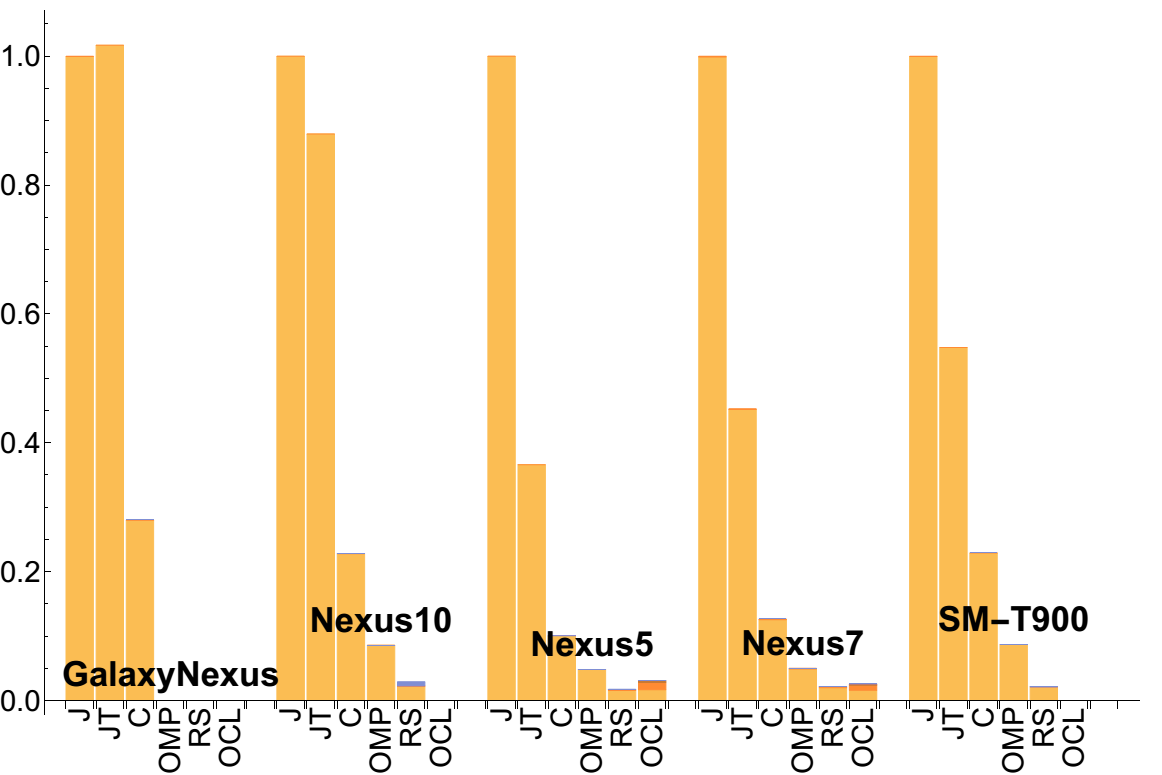 1.0
0.8
0.6
0.4
0.2
0.0
GalaxyNexus
Nexus10
Nexus5
Nexus7
SM−T900
J JT C OMP RS OCL J JT C OMP RS OCL J JT C OMP RS OCL J JT C OMP RS OCL J JT C OMP RS OCL